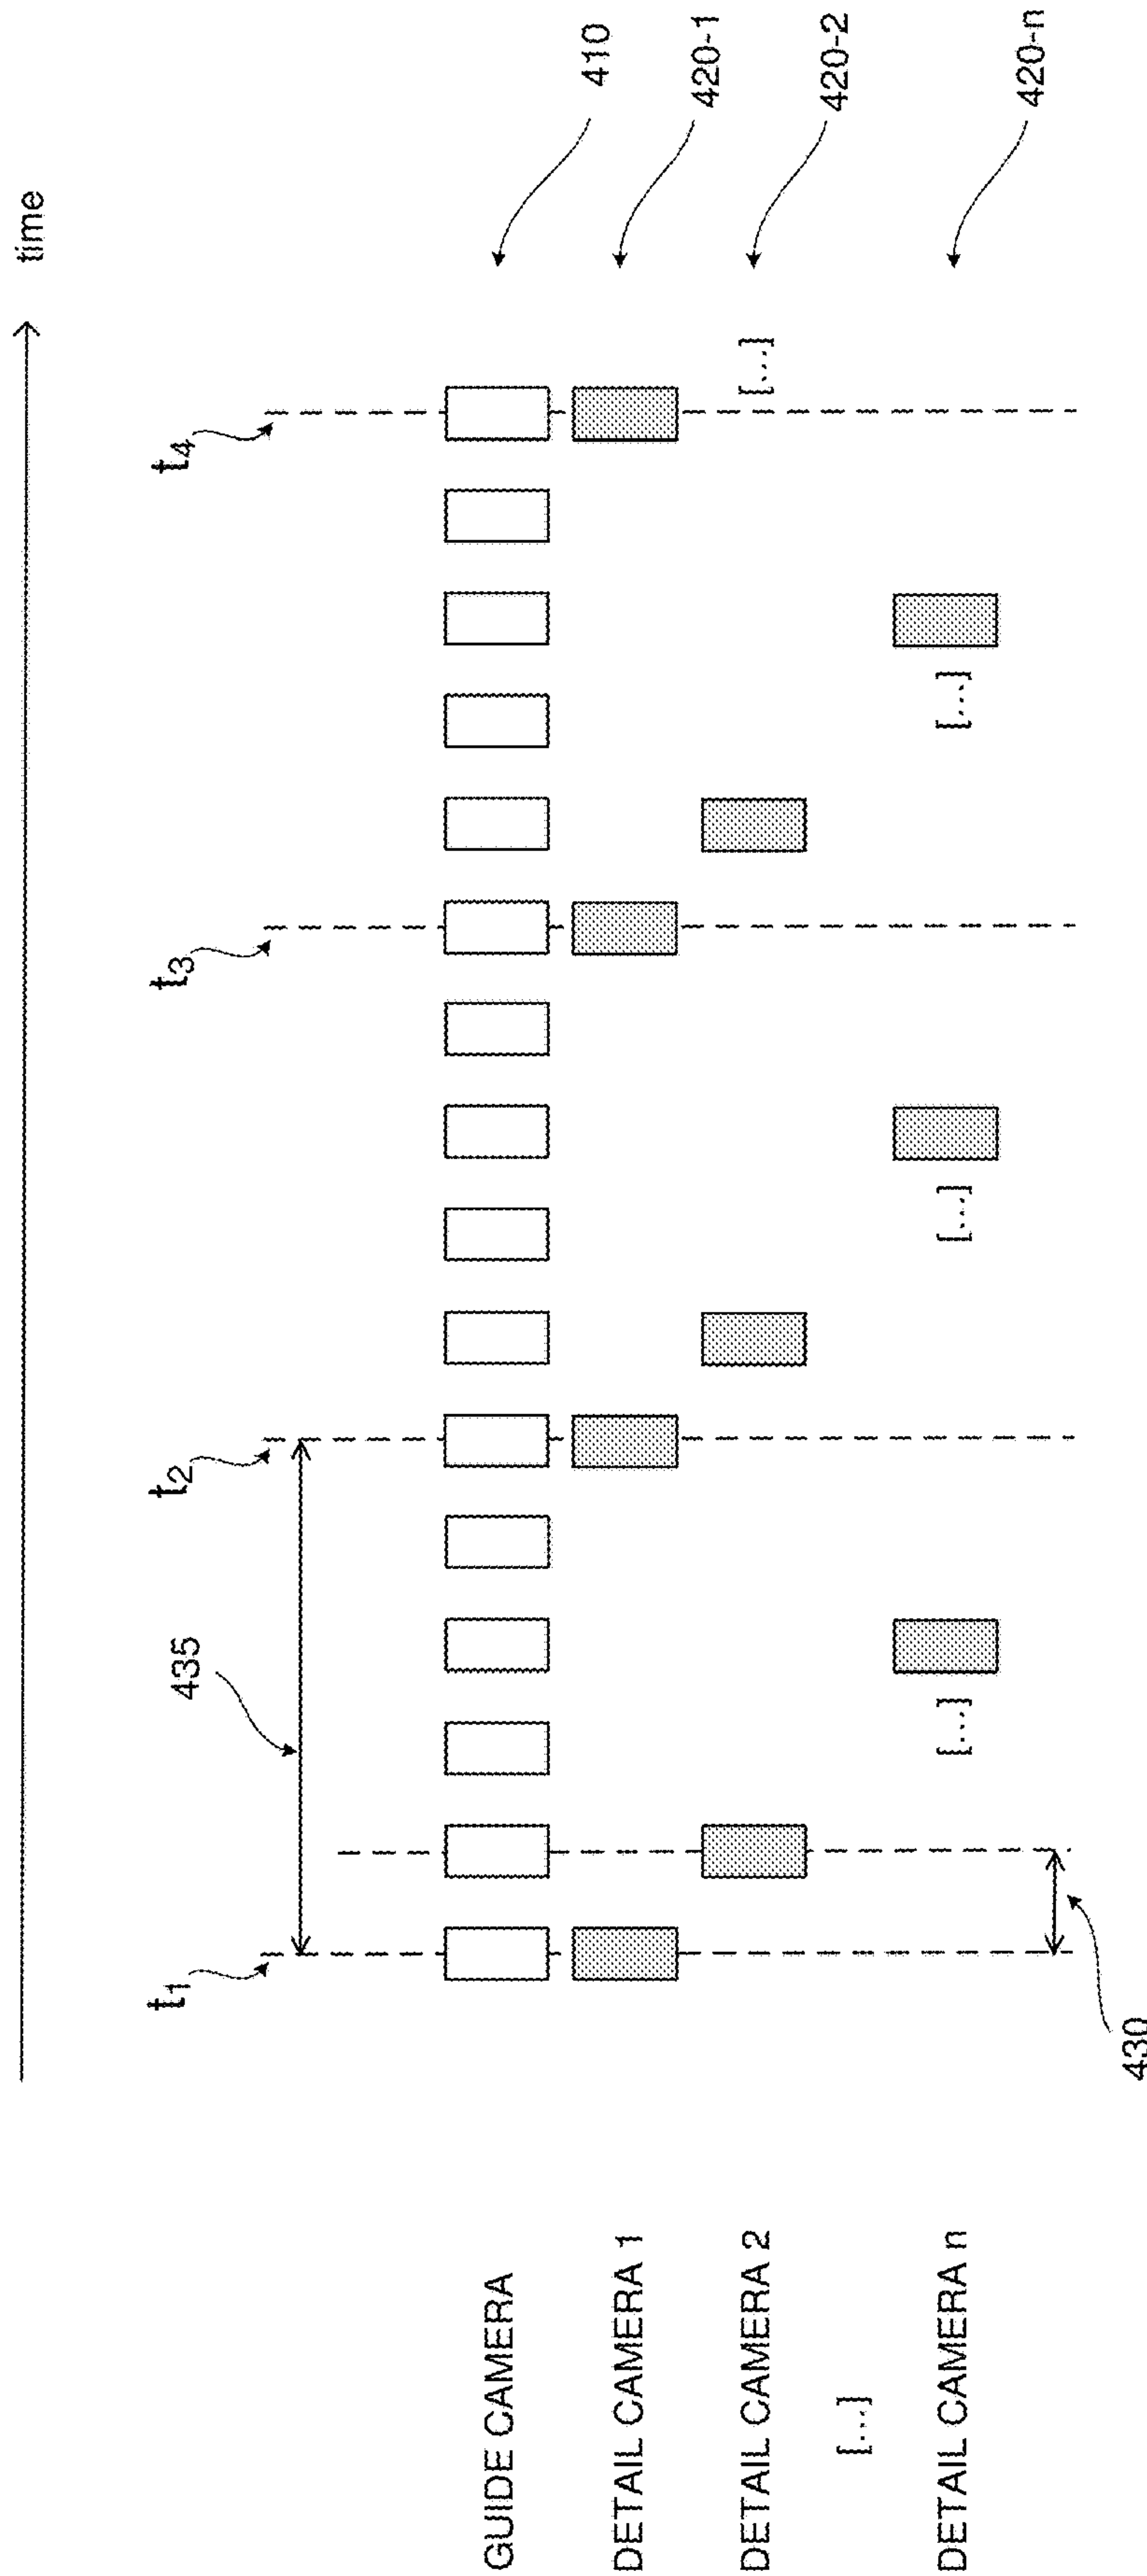 time
t1
t2
t3
t4
435
GUIDE CAMERA
410
DETAIL CAMERA 1
420-1
DETAIL CAMERA 2
[...]
420-2
[...]
DETAIL CAMERA n
[...]
[...]
[...]
420-n
430